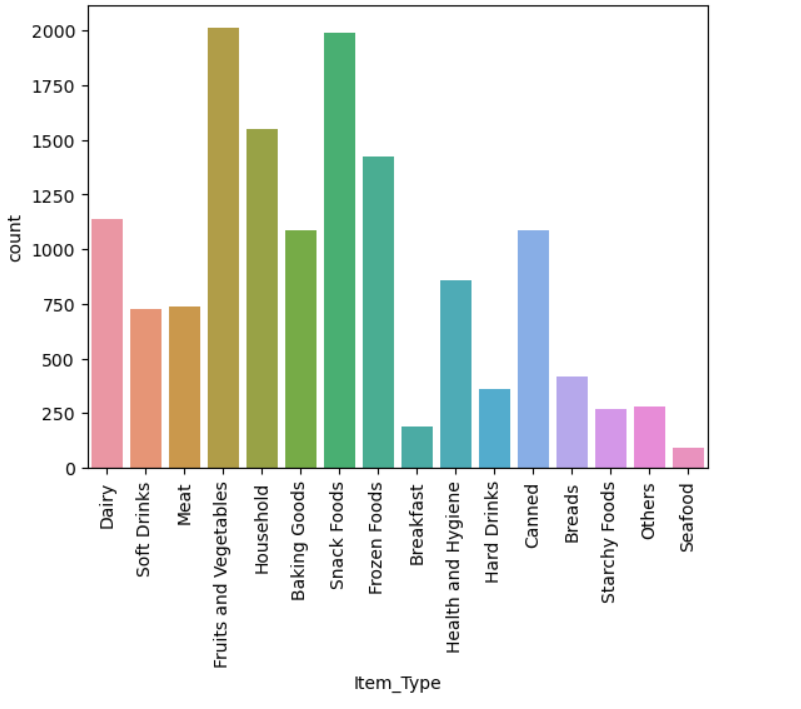 2000
1750
1500
1250
1000
750
500
250
0
count
Dairy
Soft Drinks
Meat
Fruits and Vegetables
Household
Baking Goods
Snack Foods
Frozen Foods
Breakfast
Health and Hygiene
Hard Drinks
Canned
Breads
Starchy Foods
Others
Seafood
Item_Type